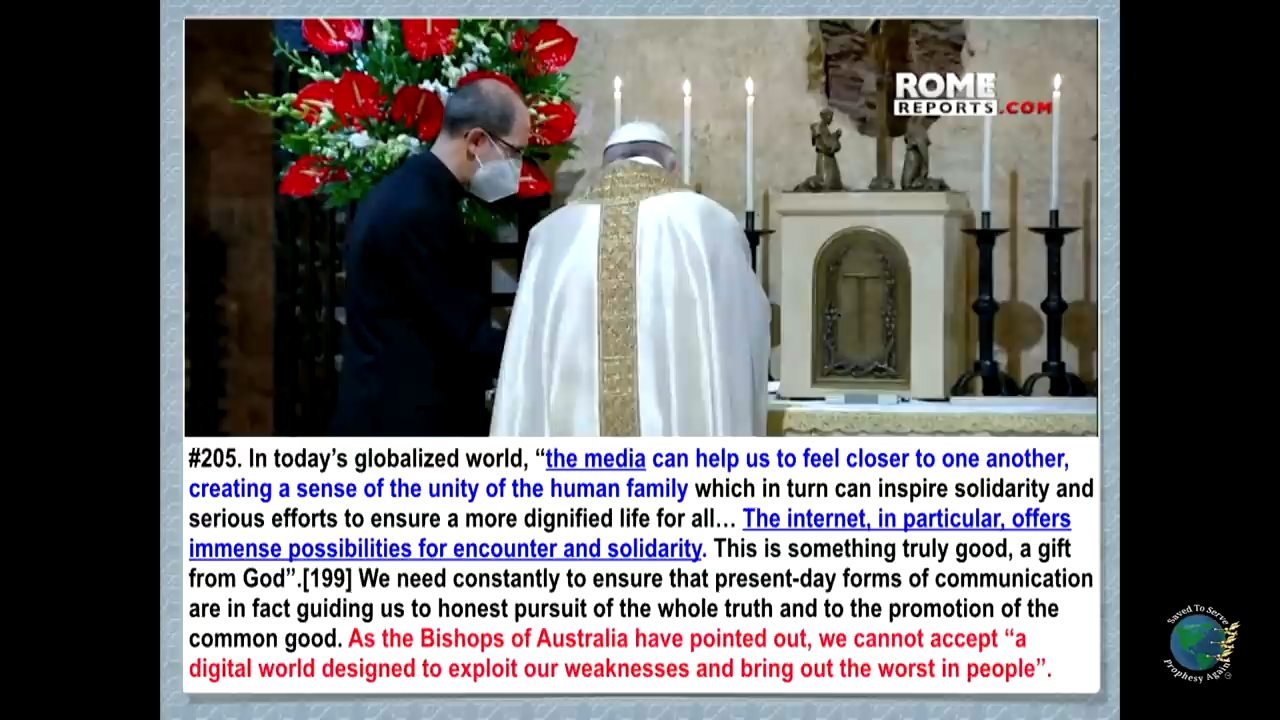 ROME
REPORTS.COM
#205. In today’s globalized world, “the media can help us to feel closer to one another,
creating a sense of the unity of the human family which in turn can inspire solidarity and
serious efforts to ensure a more dignified life for all… The internet, in particular, offers
immense possibilities for encounter and solidarity. This is something truly good, a gift
from God”.[199] We need constantly to ensure that present-day forms of communication
are in fact guiding us to honest pursuit of the whole truth and to the promotion of the
common good. As the Bishops of Australia have pointed out, we cannot accept “a
digital world designed to exploit our weaknesses and bring out the worst in people”.
Saved To Serve
Prophesy Again